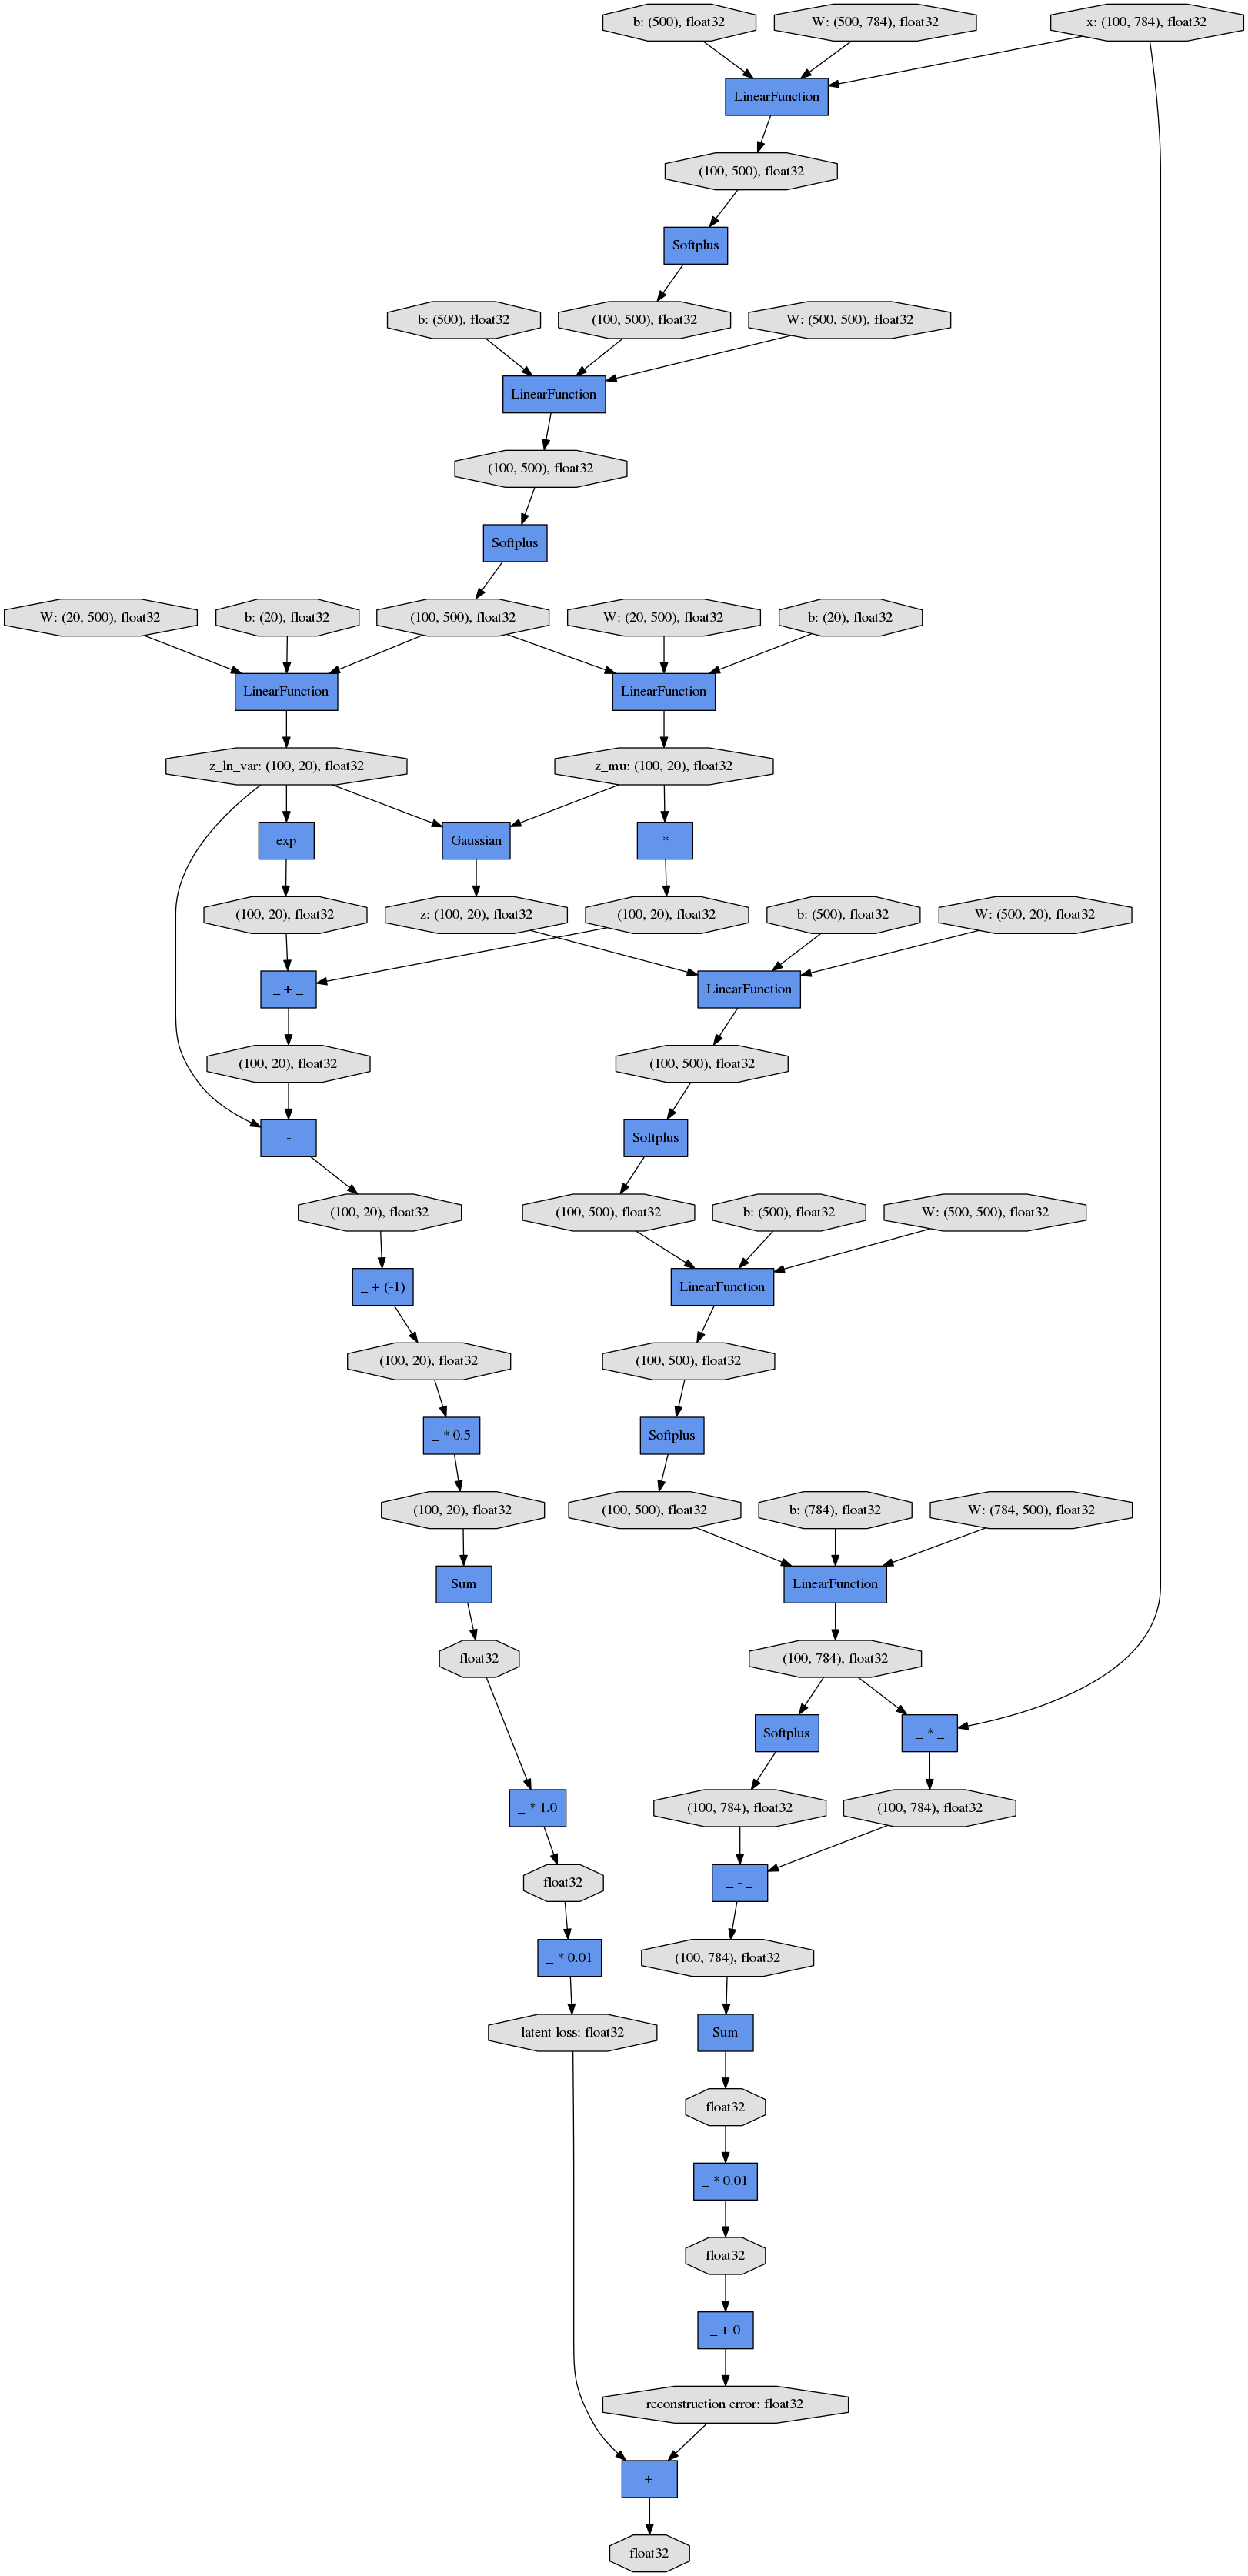 b: (500), float32
W: (500, 784), float32
x: (100, 784), float32
LinearFunction
(100, 500), float32
Softplus
b: (500), float32
(100, 500), float32
W: (500, 500), float32
LinearFunction
(100, 500), float32
Softplus
W: (20, 500), float32
b: (20), float32
(100, 500), float32
W: (20, 500), float32
b: (20), float32
LinearFunction
LinearFunction
z_ln_var: (100, 20), float32
z_mu: (100, 20), float32
exp
Gaussian
_ * _
(100, 20), float32
z: (100, 20), float32
(100, 20), float32
b: (500), float32
W: (500, 20), float32
_ + _
LinearFunction
(100, 20), float32
(100, 500), float32
_ - _
Softplus
(100, 20), float32
(100, 500), float32
b: (500), float32
W: (500, 500), float32
_ + (-1)
LinearFunction
(100, 20), float32
(100, 500), float32
_ * 0.5
Softplus
(100, 20), float32
(100, 500), float32
b: (784), float32
W: (784, 500), float32
Sum
LinearFunction
float32
(100, 784), float32
Softplus
_ * _
_ * 1.0
(100, 784), float32
(100, 784), float32
float32
_ - _
_ * 0.01
(100, 784), float32
latent loss: float32
Sum
float32
_ * 0.01
float32
_ + 0
reconstruction error: float32
_ + _
float32